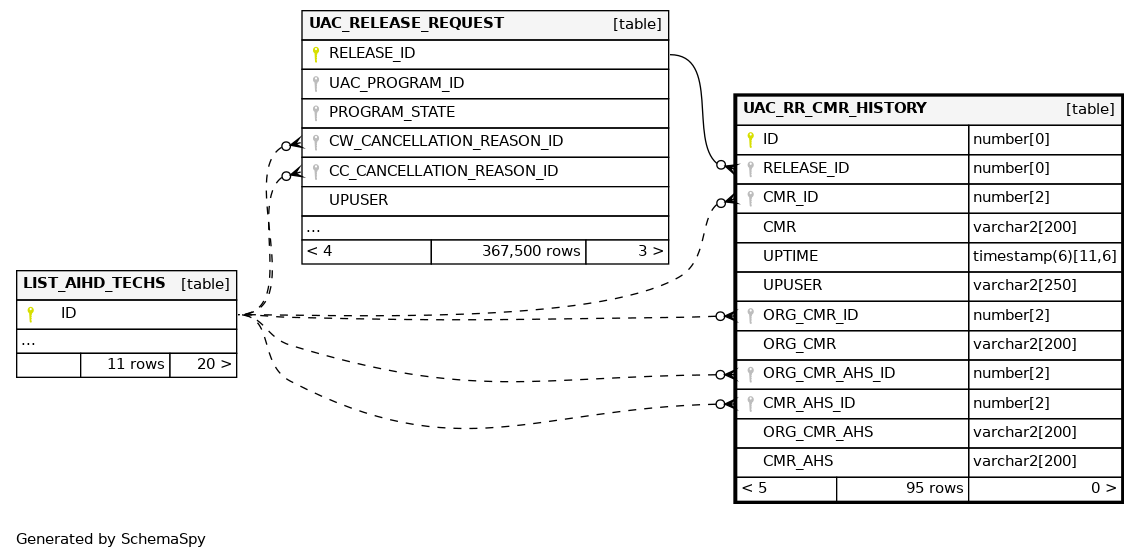 UAC_RELEASE_REQUEST [table]
RELEASE_ID
UAC_PROGRAM_ID
PROGRAM_STATE
CW_CANCELLATION_REASON_ID
CC_CANCELLATION_REASON_ID
UPUSER
...
< 4 367,500 rows 3 >
LIST_AIHD_TECHS [table]
ID
...
11 rows 20 >
UAC_RR_CMR_HISTORY [table]
ID number[0]
RELEASE_ID number[0]
CMR_ID number[2]
CMR varchar2[200]
UPTIME timestamp(6)[11,6]
UPUSER varchar2[250]
ORG_CMR_ID number[2]
ORG_CMR varchar2[200]
ORG_CMR_AHS_ID number[2]
CMR_AHS_ID number[2]
ORG_CMR_AHS varchar2[200]
CMR_AHS varchar2[200]
< 5 95 rows 0 >
Generated by SchemaSpy